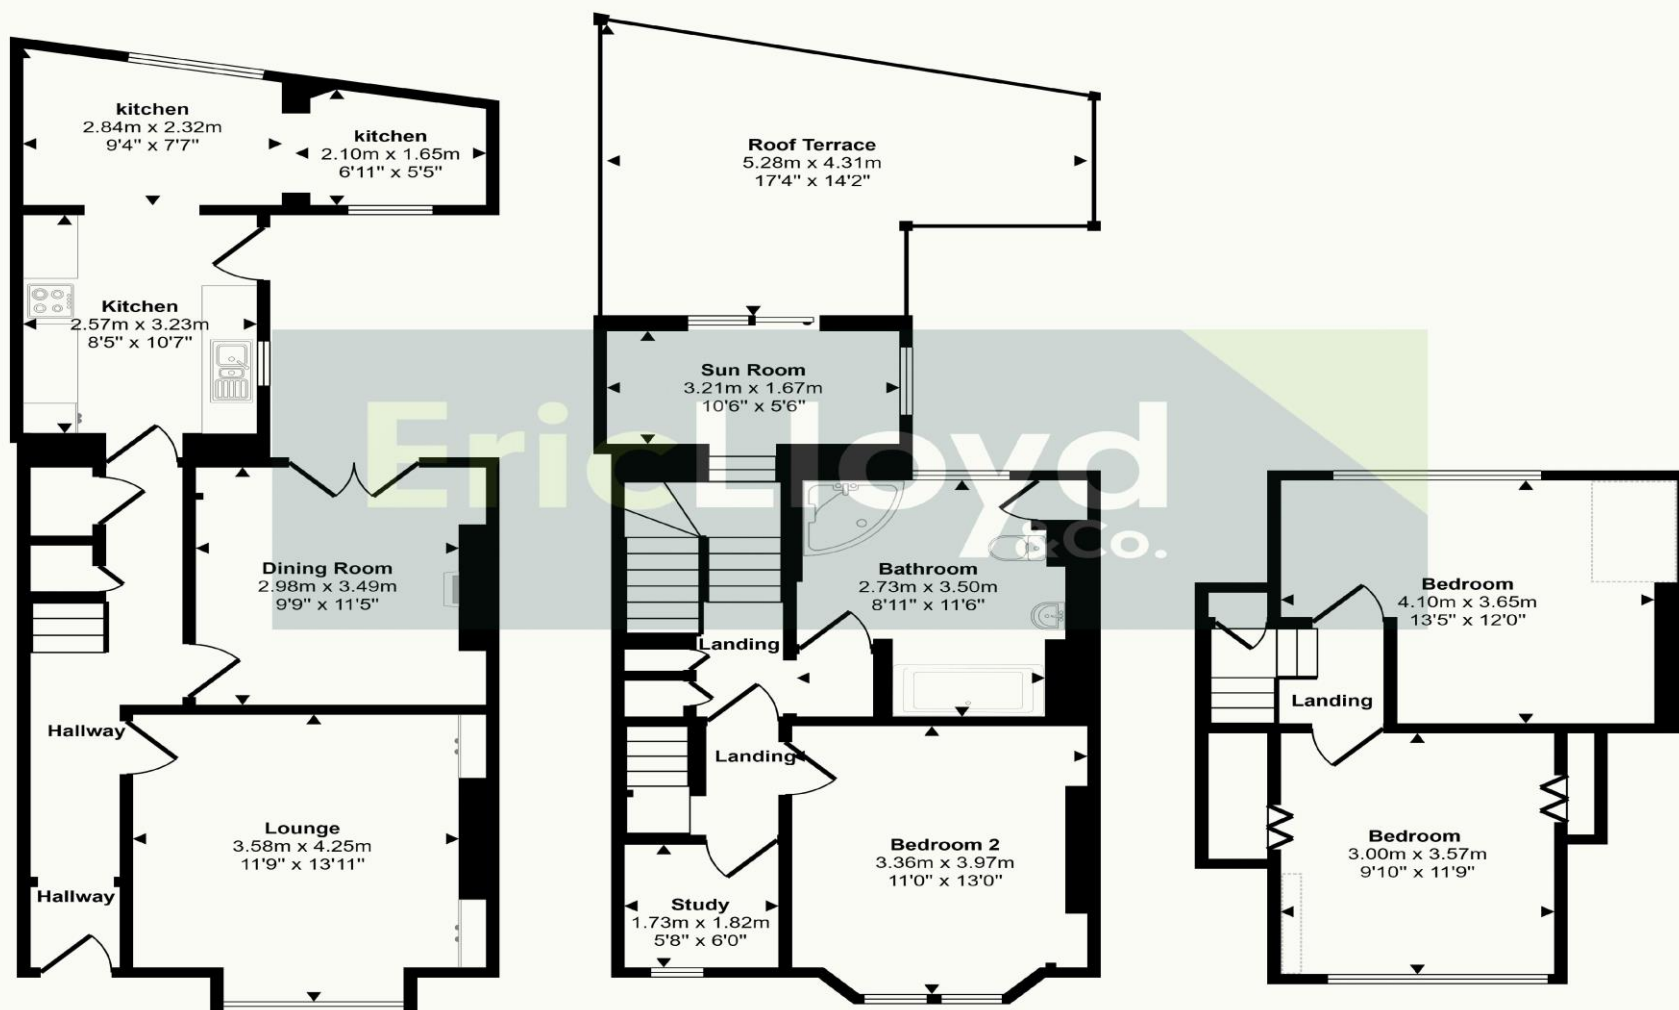 kitchen
2.84m x 2.32m
9'4" x 7'7"
kitchen
2.10m x 1.65m
6'11" x 5'5"
Kitchen
2.57m x 3.23m
8'5" x 10'7"
Dining Room
2.98m x 3.49m
9'9" x 11'5"
Hallway
Lounge
3.58m x 4.25m
11'9" x 13'11"
Hallway
Roof Terrace
5.28m x 4.31m
17'4" x 14'2"
Sun Room
3.21m x 1.67m
10'6" x 5'6"
EricLloyd
&Co.
Bathroom
2.73m x 3.50m
8'11" x 11'6"
Landing
Landing
Bedroom 2
3.36m x 3.97m
11'0" x 13'0"
Study
1.73m x 1.82m
5'8" x 6'0"
Bedroom
4.10m x 3.65m
13'5" x 12'0"
Landing
Bedroom
3.00m x 3.57m
9'10" x 11'9"